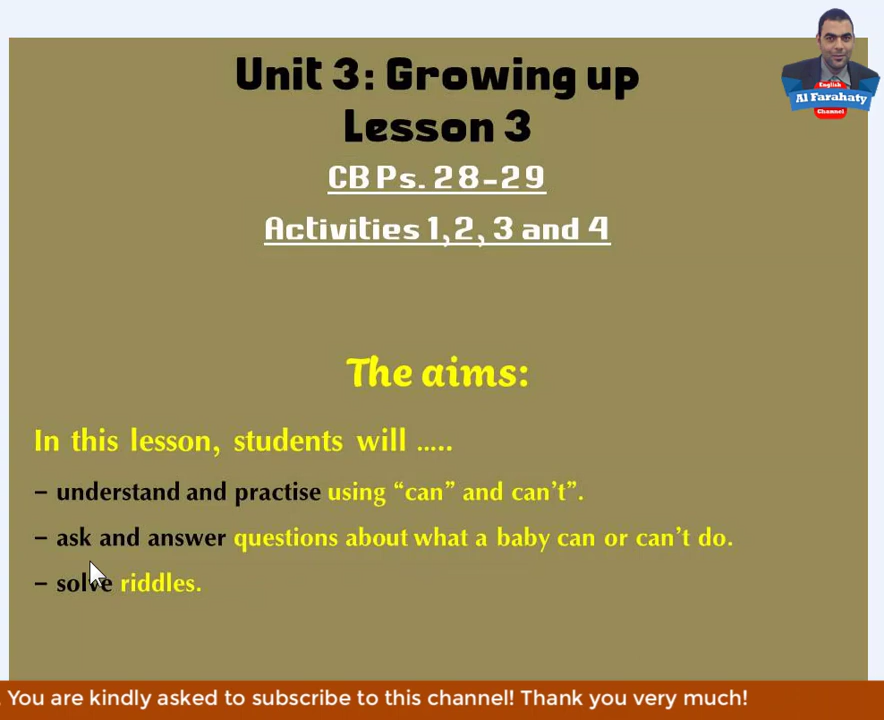 Unit 3: Growing up
Lesson 3
English
Al Farahaty
Channel
CB Ps. 28-29
Activities 1,2, 3 and 4
The aims:
In this lesson, students will .....
– understand and practise using “can” and can’t”.
– ask and answer questions about what a baby can or can’t do.
– solve riddles.
. You are kindly asked to subscribe to this channel! Thank you very much!